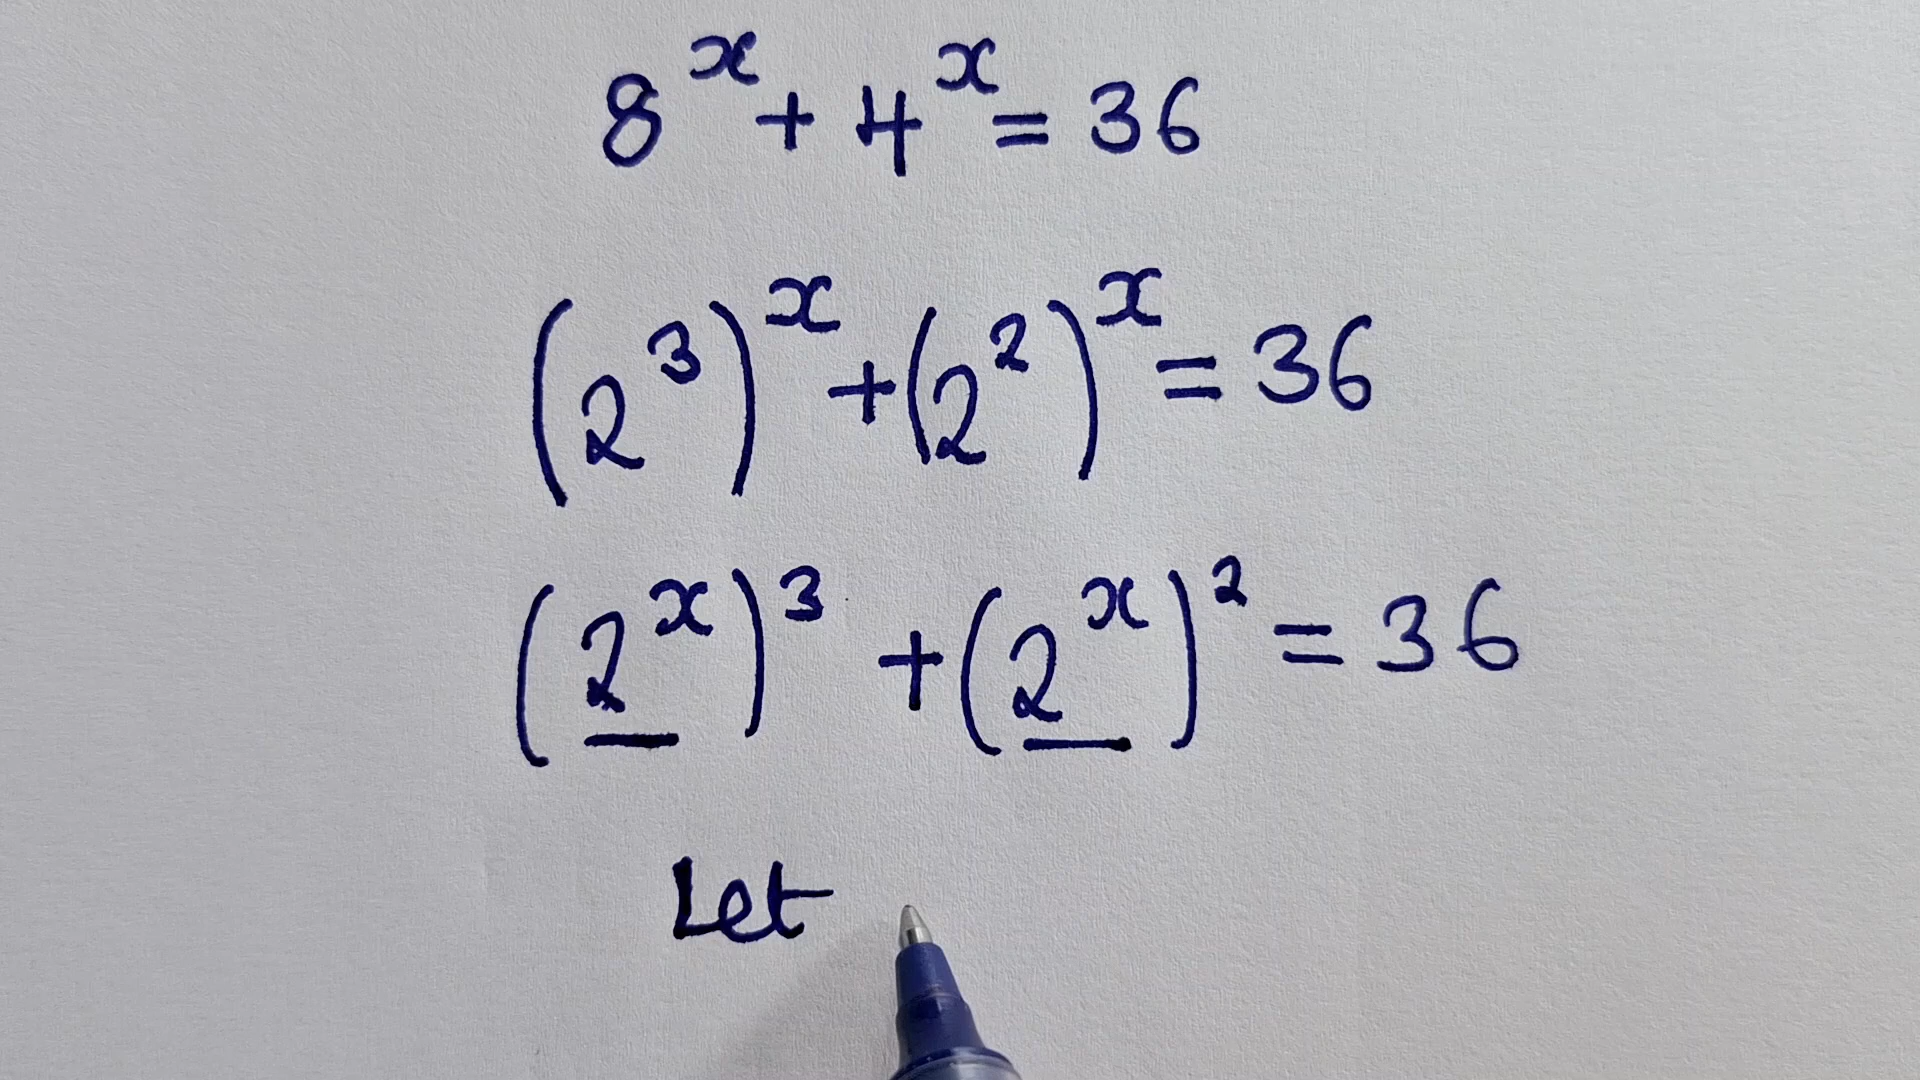 8^x + 4^x = 36
(2^3)^x + (2^2)^x = 36
(2^x)^3 + (2^x)^2 = 36
Let